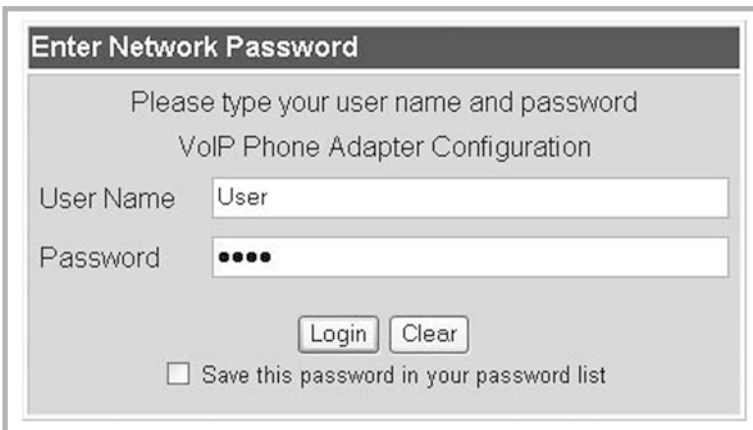 Enter Network Password
Please type your user name and password
VoIP Phone Adapter Configuration
User Name User
Password ••••
Login Clear
Save this password in your password list